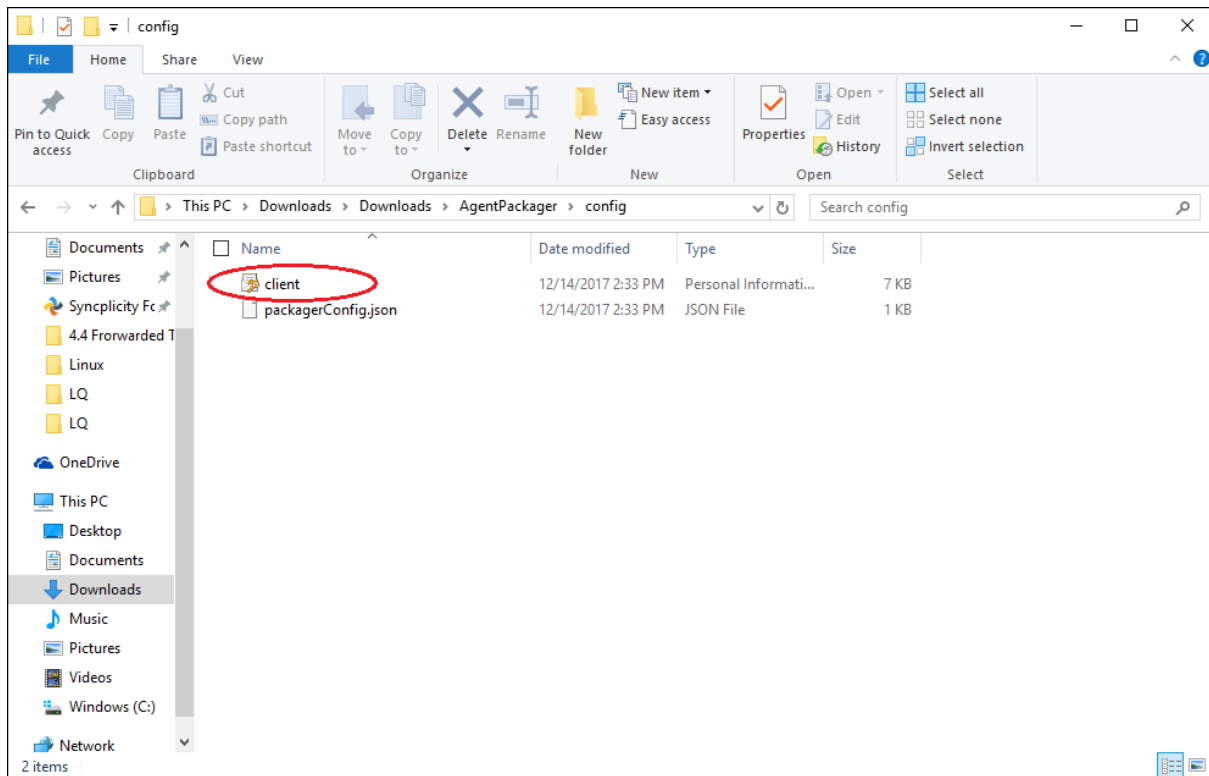 config
File Home Share View
Pin to Quick access
Copy
Paste
Cut
Copy path
Paste shortcut
Clipboard
Move to
Copy to
Delete
Rename
Organize
New folder
New item
Easy access
New
Properties
Open
Edit
History
Open
Select all
Select none
Invert selection
Select
This PC > Downloads > Downloads > AgentPackager > config
Search config
Name Date modified Type Size
client 12/14/2017 2:33 PM Personal Informati... 7 KB
packagerConfig.json 12/14/2017 2:33 PM JSON File 1 KB
Documents
Pictures
Syncplicity Fo
4.4 Frorwarded T
Linux
LQ
LQ
OneDrive
This PC
Desktop
Documents
Downloads
Music
Pictures
Videos
Windows (C:)
Network
2 items